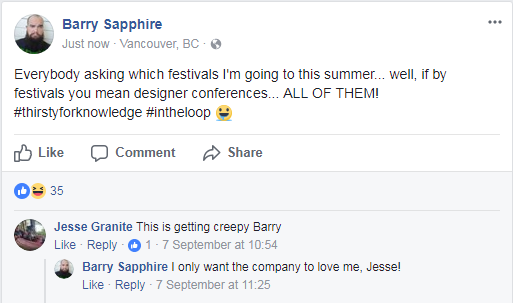 Barry Sapphire
Just now · Vancouver, BC ·
Everybody asking which festivals I'm going to this summer... well, if by
festivals you mean designer conferences... ALL OF THEM!
#thirstyforknowledge #intheloop
Like Comment Share
35
Jesse Granite This is getting creepy Barry
Like · Reply · 1 · 7 September at 10:54
Barry Sapphire I only want the company to love me, Jesse!
Like · Reply · 7 September at 11:25